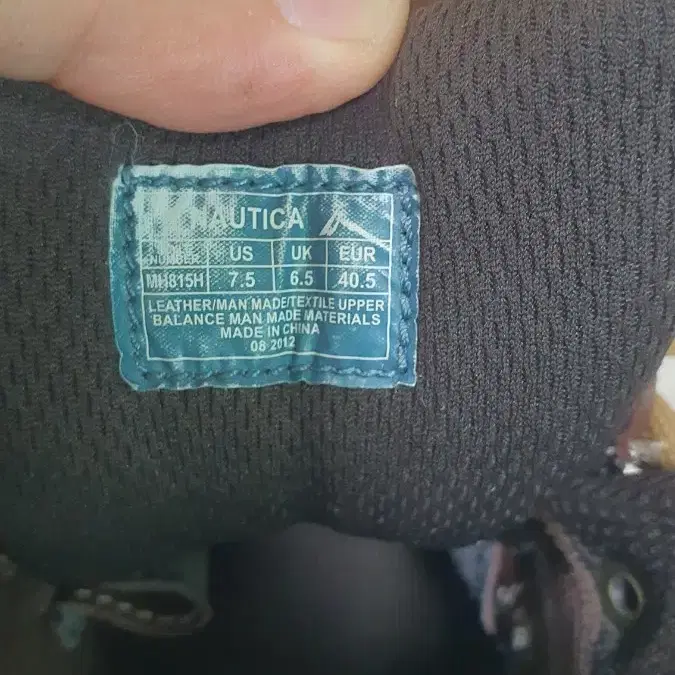 NAUTICA
NUMBER US UK EUR
MH815H 7.5 6.5 40.5
LEATHER/MAN MADE/TEXTILE UPPER
BALANCE MAN MADE MATERIALS
MADE IN CHINA
08 2012